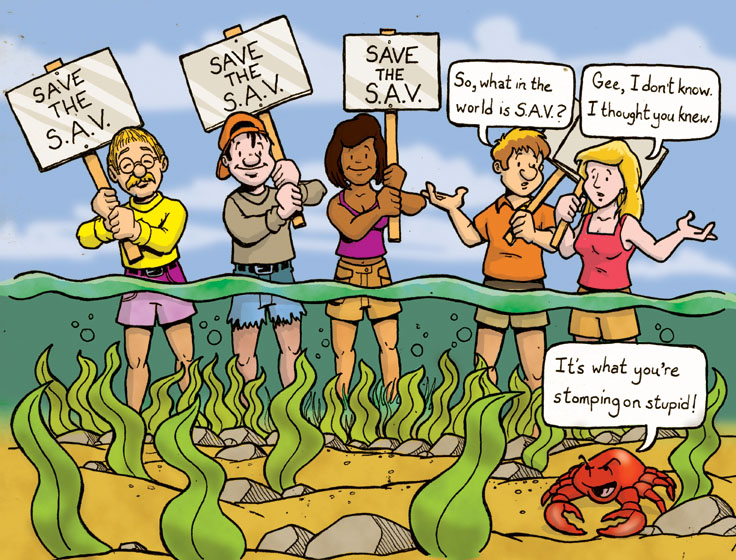 SAVE
THE
S.A.V.
SAVE
THE
S.A.V.
SAVE
THE
S.A.V.
So, what in the
world is S.A.V.?
Gee, I don't know.
I thought you knew.
It's what you're
stomping on stupid!